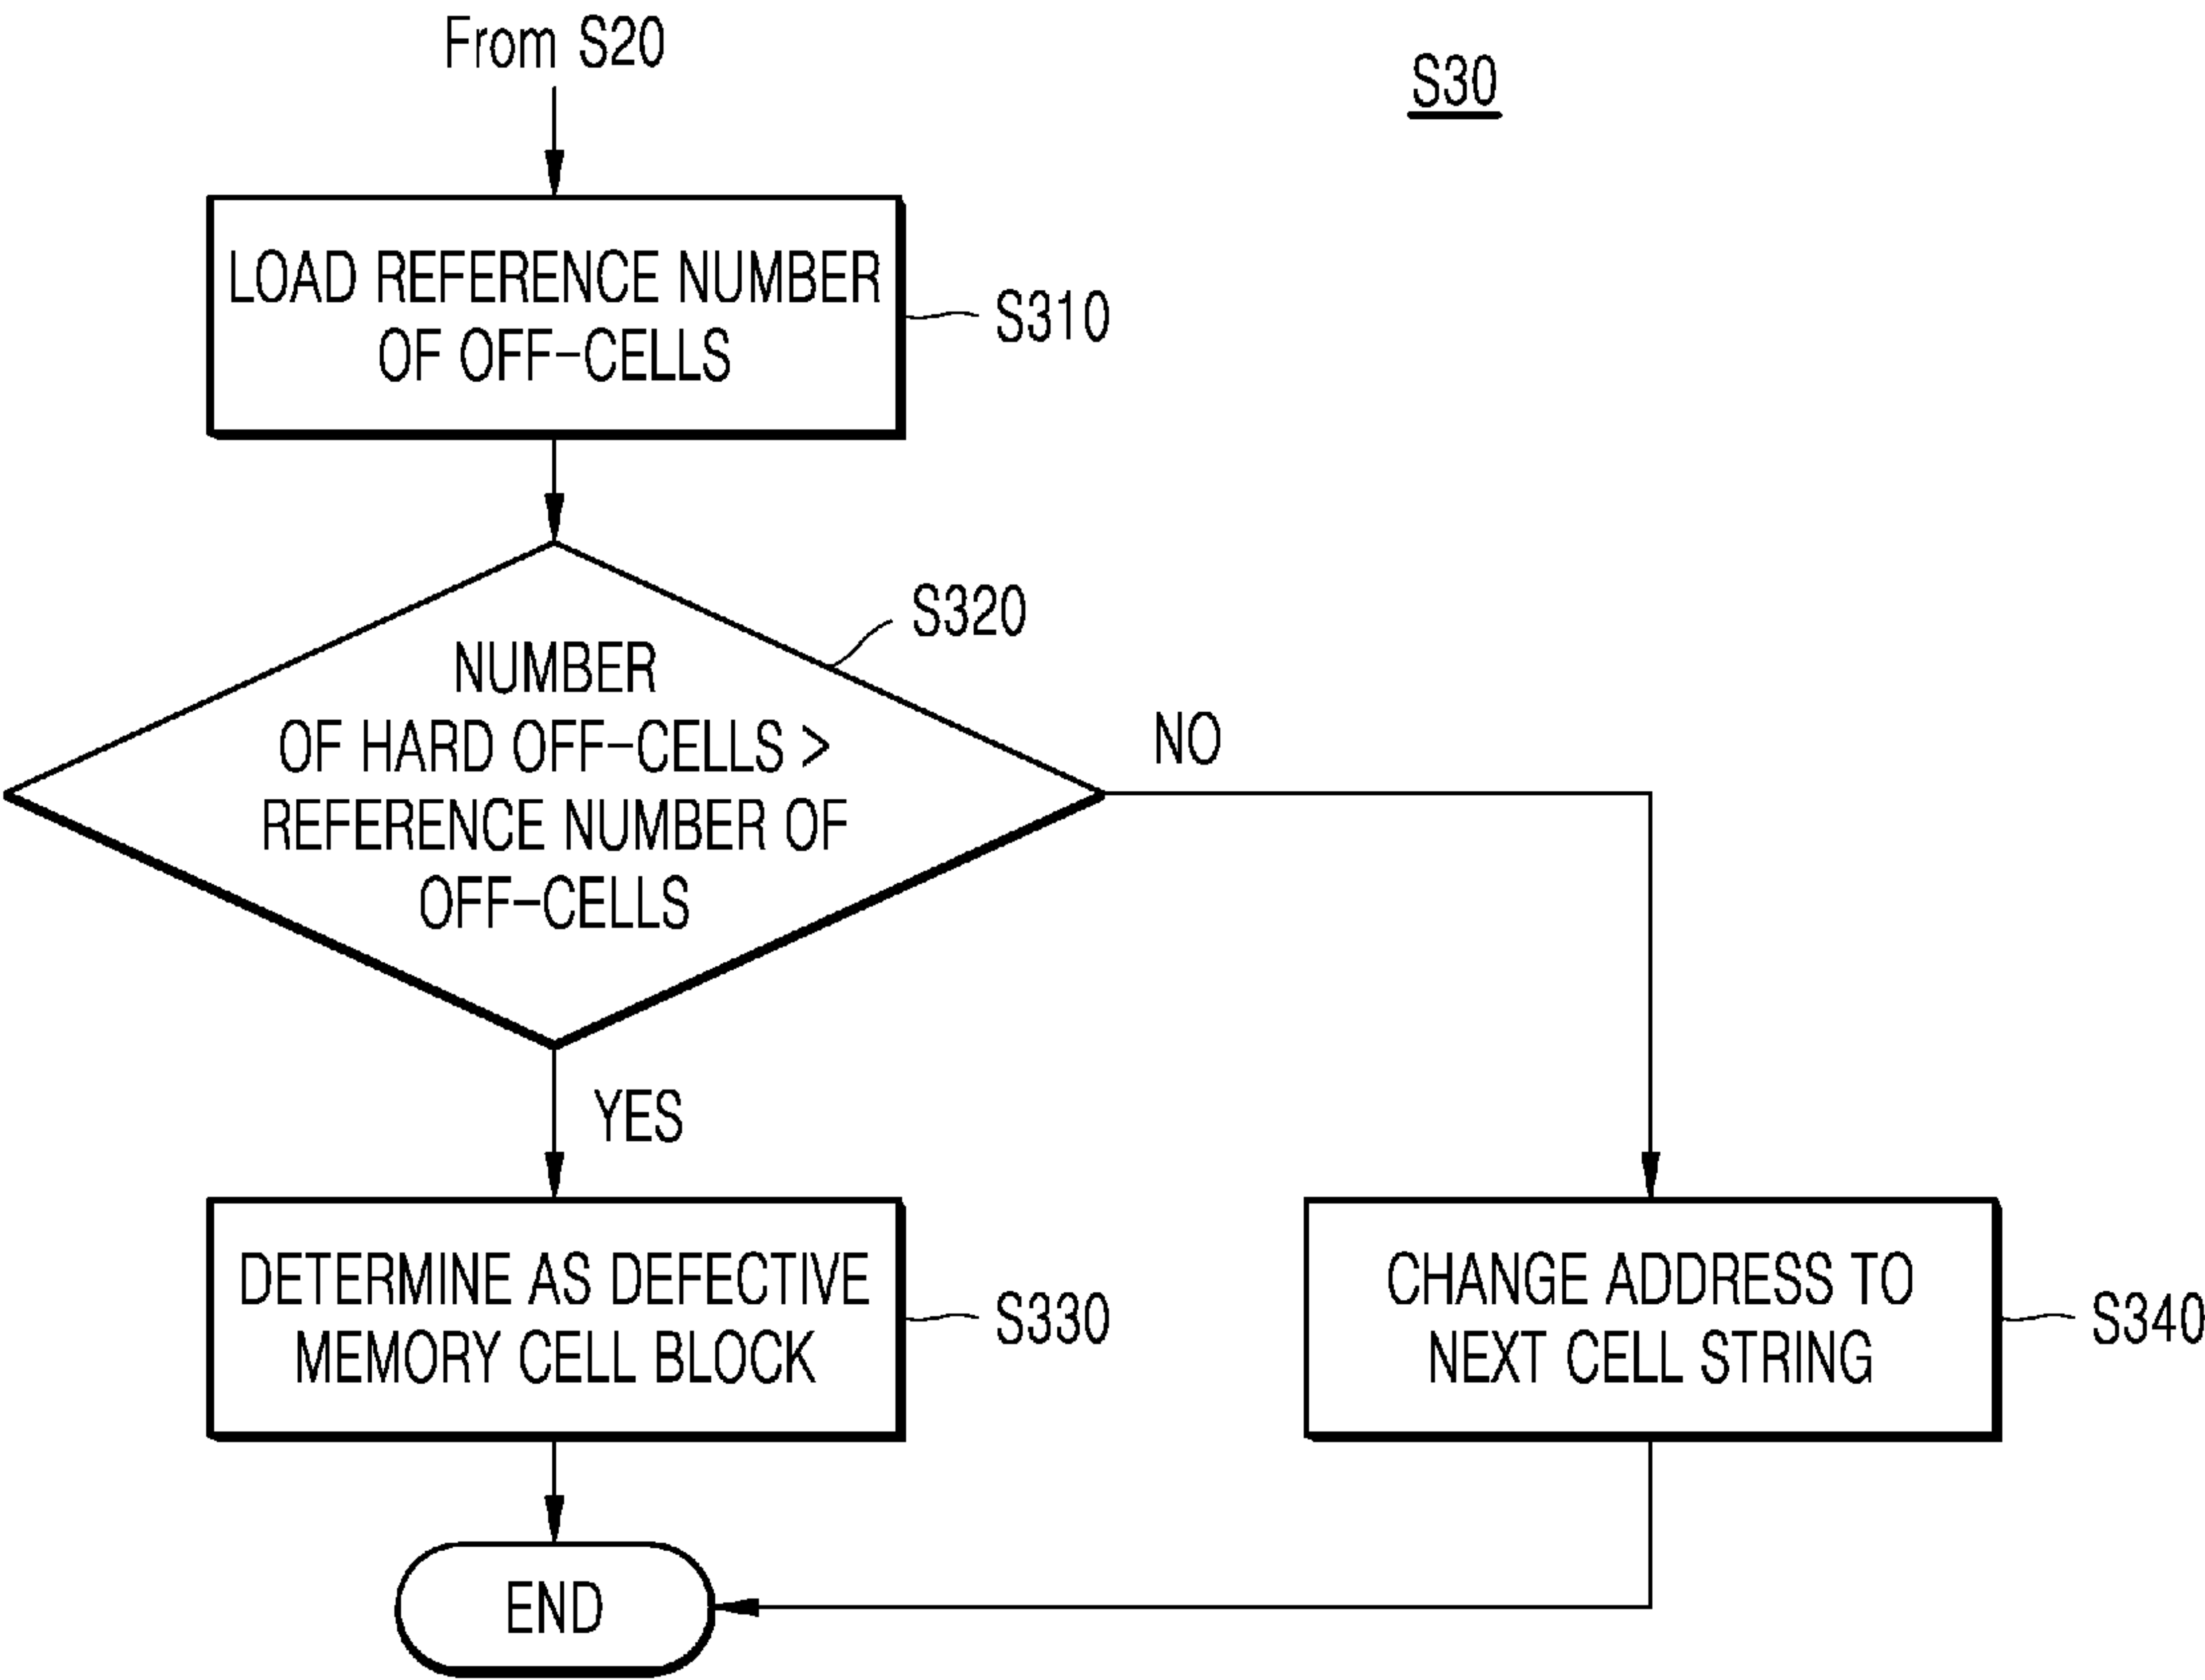 From S20
S30
LOAD REFERENCE NUMBER
OF OFF-CELLS
S310
S320
NUMBER
OF HARD OFF-CELLS >
REFERENCE NUMBER OF
OFF-CELLS
NO
YES
DETERMINE AS DEFECTIVE
MEMORY CELL BLOCK
S330
CHANGE ADDRESS TO
NEXT CELL STRING
S340
END